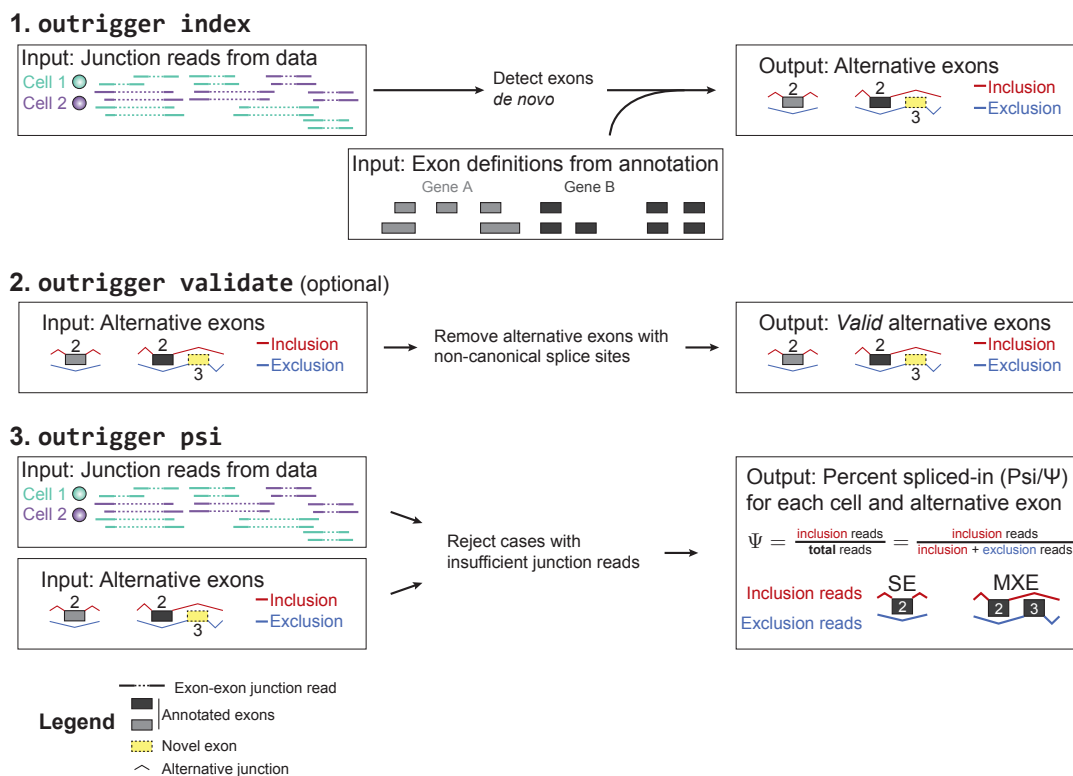 1. outrigger index
Input: Junction reads from data
Cell 1
Cell 2
Detect exons
de novo
Output: Alternative exons
2
2
3
Inclusion
Exclusion
Input: Exon definitions from annotation
Gene A
Gene B
2. outrigger validate (optional)
Input: Alternative exons
2
2
3
Inclusion
Exclusion
Remove alternative exons with
non-canonical splice sites
Output: Valid alternative exons
2
2
3
Inclusion
Exclusion
3. outrigger psi
Input: Junction reads from data
Cell 1
Cell 2
Input: Alternative exons
2
2
3
Inclusion
Exclusion
Reject cases with
insufficient junction reads
Output: Percent spliced-in (Psi/Ψ)
for each cell and alternative exon
Ψ = inclusion reads / total reads = inclusion reads / inclusion + exclusion reads
SE
MXE
Inclusion reads
2
2
3
Exclusion reads
Legend
Exon-exon junction read
Annotated exons
Novel exon
Alternative junction